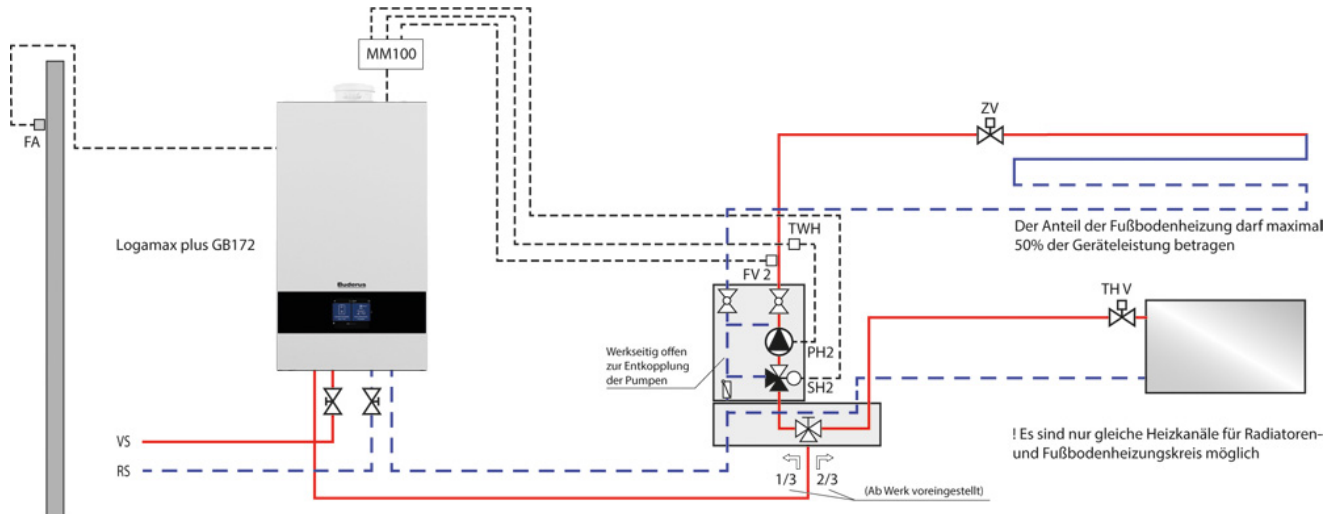 MM100
FA
Logamax plus GB172
Buderus
VS
RS
ZV
Der Anteil der Fußbodenheizung darf maximal
50% der Geräteleistung betragen
TWH
FV 2
TH V
Werkseitig offen
zur Entkopplung
der Pumpen
PH2
SH2
! Es sind nur gleiche Heizkanäle für Radiatoren-
und Fußbodenheizungskreis möglich
1/3
2/3
(Ab Werk voreingestellt)